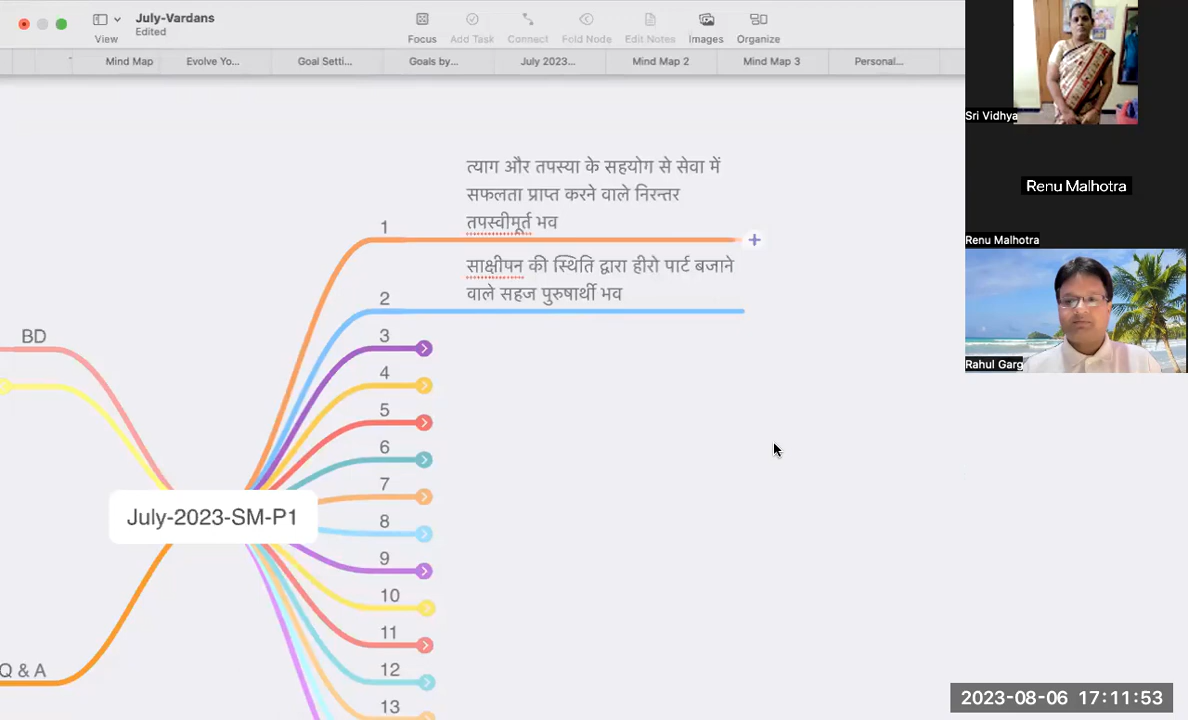 July-Vardans
Edited
View
Focus
Add Task
Connect
Fold Node
Edit Notes
Images
Organize
Mind Map
Evolve Yo...
Goal Setti...
Goals by...
July 2023...
Mind Map 2
Mind Map 3
Personal...
1
त्याग और तपस्या के सहयोग से सेवा में
सफलता प्राप्त करने वाले निरन्तर
तपस्वीमूर्त भव
2
साक्षीपन की स्थिति द्वारा हीरो पार्ट बजाने
वाले सहज पुरुषार्थी भव
3
4
5
6
7
8
9
10
11
12
13
BD
July-2023-SM-P1
Q & A
Sri Vidhya
Renu Malhotra
Renu Malhotra
Rahul Garg
2023-08-06 17:11:53